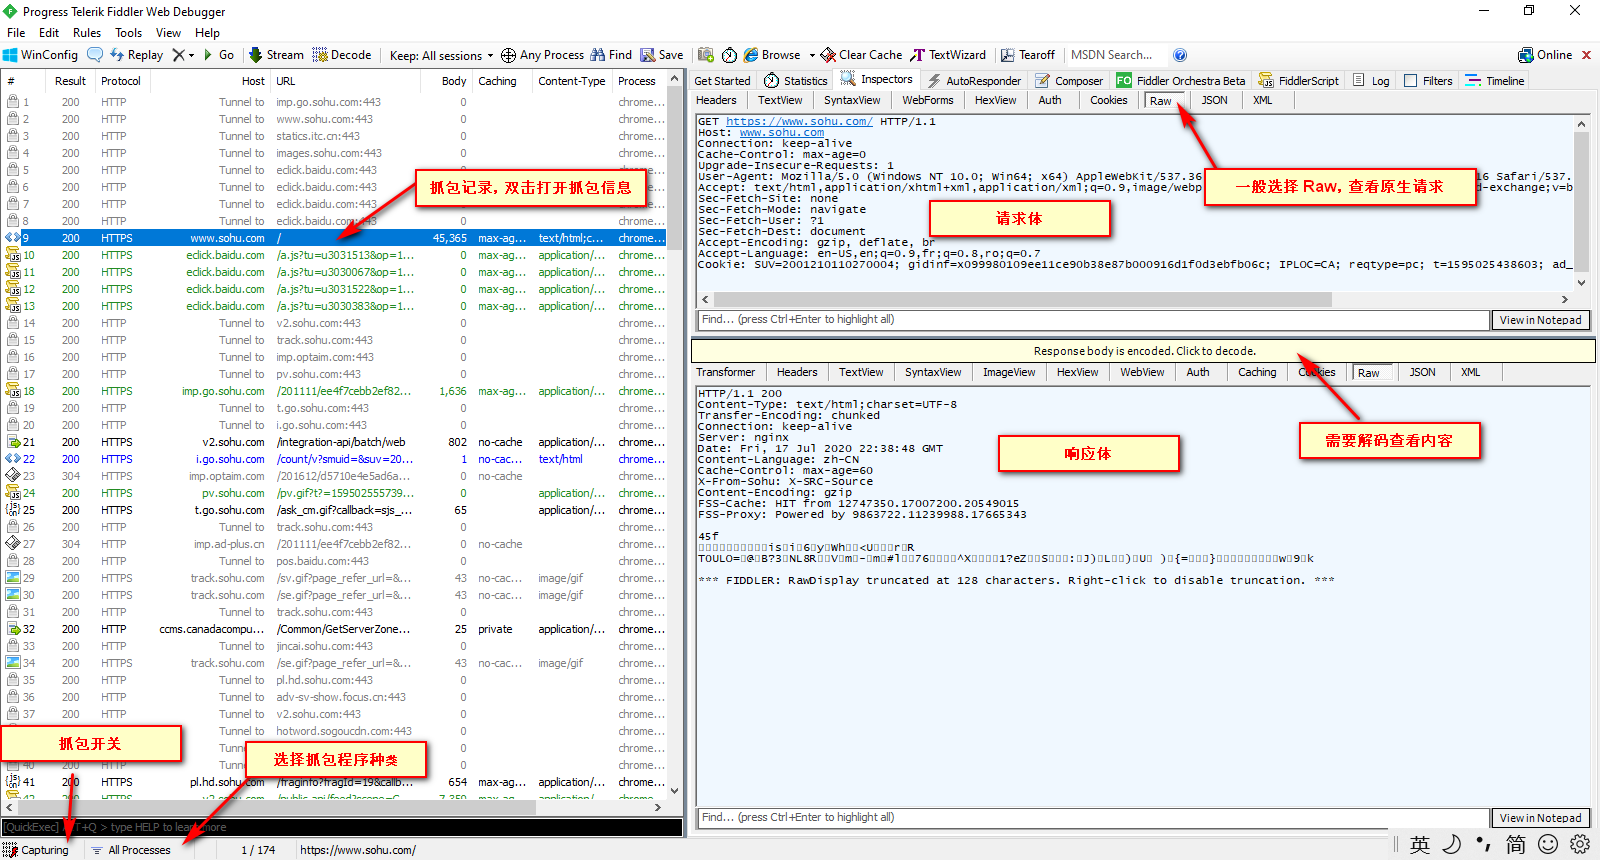 Progress Telerik Fiddler Web Debugger
File Edit Rules Tools View Help
WinConfig Replay Go Stream Decode Keep: All sessions Any Process Find Save Browse Clear Cache TextWizard Tearoff MSDN Search... Online
# Result Protocol Host URL Body Caching Content-Type Process
1 200 HTTP Tunnel to imp.go.sohu.com:443 0 chrome...
2 200 HTTP Tunnel to www.sohu.com:443 0 chrome...
3 200 HTTP Tunnel to statics.itc.cn:443 0 chrome...
4 200 HTTP Tunnel to images.sohu.com:443 0 chrome...
5 200 HTTP Tunnel to eclick.baidu.com:443 0 chrome...
6 200 HTTP Tunnel to eclick.baidu.com:443
7 200 HTTP Tunnel to eclick.baidu.com:443
8 200 HTTP Tunnel to eclick.baidu.com:443 0 chrome...
9 200 HTTPS www.sohu.com / 45,365 max-ag... text/html;c... chrome...
10 200 HTTPS eclick.baidu.com /a.js?tu=u3031513&op=1... 0 max-ag... application/... chrome...
11 200 HTTPS eclick.baidu.com /a.js?tu=u3030067&op=1... 0 max-ag... application/... chrome...
12 200 HTTPS eclick.baidu.com /a.js?tu=u3031522&op=1... 0 max-ag... application/... chrome...
13 200 HTTPS eclick.baidu.com /a.js?tu=u3030383&op=1... 0 max-ag... application/... chrome...
14 200 HTTP Tunnel to v2.sohu.com:443 0 chrome...
15 200 HTTP Tunnel to track.sohu.com:443 0 chrome...
16 200 HTTP Tunnel to imp.optaim.com:443 0 chrome...
17 200 HTTP Tunnel to pv.sohu.com:443 0 chrome...
18 200 HTTPS imp.go.sohu.com /201111/ee4f7cebb2ef82... 1,636 max-ag... application/... chrome...
19 200 HTTP Tunnel to t.go.sohu.com:443 0 chrome...
20 200 HTTP Tunnel to i.go.sohu.com:443 0 chrome...
21 200 HTTPS v2.sohu.com /integration-api/batch/web 802 no-cache application/... chrome...
22 200 HTTPS i.go.sohu.com /count/v?smuid=&suv=20... 1 no-cac... text/html chrome...
23 304 HTTPS imp.optaim.com /201612/d5710e4e5ad6a... 0 no-cache chrome...
24 200 HTTPS pv.sohu.com /pv.gif?t?=159502555739... 0 application/... chrome...
25 200 HTTPS t.go.sohu.com /ask_cm.gif?callback=sjs_... 65 application/... chrome...
26 200 HTTP Tunnel to track.sohu.com:443 0 chrome...
27 304 HTTP imp.ad-plus.cn /201111/ee4f7cebb2ef82... 0 no-cache chrome...
28 200 HTTP Tunnel to pos.baidu.com:443 0 chrome...
29 200 HTTPS track.sohu.com /sv.gif?page_refer_url=&... 43 no-cac... image/gif chrome...
30 200 HTTPS track.sohu.com /se.gif?page_refer_url=&... 43 no-cac... image/gif chrome...
31 200 HTTP Tunnel to track.sohu.com:443 0 chrome...
32 200 HTTP ccms.canadacompu... /Common/GetServerZone... 25 private application/... chrome...
33 200 HTTP Tunnel to jincai.sohu.com:443 0 chrome...
34 200 HTTPS track.sohu.com /se.gif?page_refer_url=&... 43 no-cac... image/gif chrome...
35 200 HTTP Tunnel to pl.hd.sohu.com:443 0 chrome...
36 200 HTTP Tunnel to adv-sv-show.focus.cn:443 0 chrome...
37 200 HTTP Tunnel to v2.sohu.com:443 0 chrome...
Tunnel to hotword.sogoucdn.com:443 0 chrome...
0 chrome...
40 200 HTTP 0 chrome...
41 200 HTTPS pl.hd.sohu.com /fraginfo?fragId=19&callb... 654 max-ag... application/... chrome...
42 200 HTTPS v2.sohu.com /public-api/feed?scene=C... 7,359 max-ag... application/... chrome...
[QuickExec] T+Q > type HELP to learn more
Capturing All Processes 1 / 174 https://www.sohu.com/
抓包记录,双击打开抓包信息
抓包开关
选择抓包程序种类
Get Started Statistics Inspectors AutoResponder Composer FO Fiddler Orchestra Beta FiddlerScript Log Filters Timeline
Headers TextView SyntaxView WebForms HexView Auth Cookies Raw JSON XML
GET https://www.sohu.com/ HTTP/1.1
Host: www.sohu.com
Connection: keep-alive
Cache-Control: max-age=0
Upgrade-Insecure-Requests: 1
User-Agent: Mozilla/5.0 (Windows NT 10.0; Win64; x64) AppleWebKit/537.36 16 Safari/537.
Accept: text/html,application/xhtml+xml,application/xml;q=0.9,image/webp d-exchange;v=b
Sec-Fetch-Site: none
Sec-Fetch-Mode: navigate
Sec-Fetch-User: ?1
Sec-Fetch-Dest: document
Accept-Encoding: gzip, deflate, br
Accept-Language: en-US,en;q=0.9,fr;q=0.8,ro;q=0.7
Cookie: SUV=2001210110270004; gidinf=x099980109ee11ce90b38e87b000916d1f0d3ebfb06c; IPLOC=CA; reqtype=pc; t=1595025438603; ad_
一般选择 Raw,查看原生请求
请求体
Find... (press Ctrl+Enter to highlight all) View in Notepad
Response body is encoded. Click to decode.
Transformer Headers TextView SyntaxView ImageView HexView WebView Auth Caching Cookies Raw JSON XML
HTTP/1.1 200
Content-Type: text/html;charset=UTF-8
Transfer-Encoding: chunked
Connection: keep-alive
Server: nginx
Date: Fri, 17 Jul 2020 22:38:48 GMT
Content-Language: zh-CN
Cache-Control: max-age=60
X-From-Sohu: X-SRC-Source
Content-Encoding: gzip
FSS-Cache: HIT from 12747350.17007200.20549015
FSS-Proxy: Powered by 9863722.11239988.17665343
45f
*** FIDDLER: RawDisplay truncated at 128 characters. Right-click to disable truncation. ***
需要解码查看内容
响应体
Find... (press Ctrl+Enter to highlight all) View in Notepad
英 简